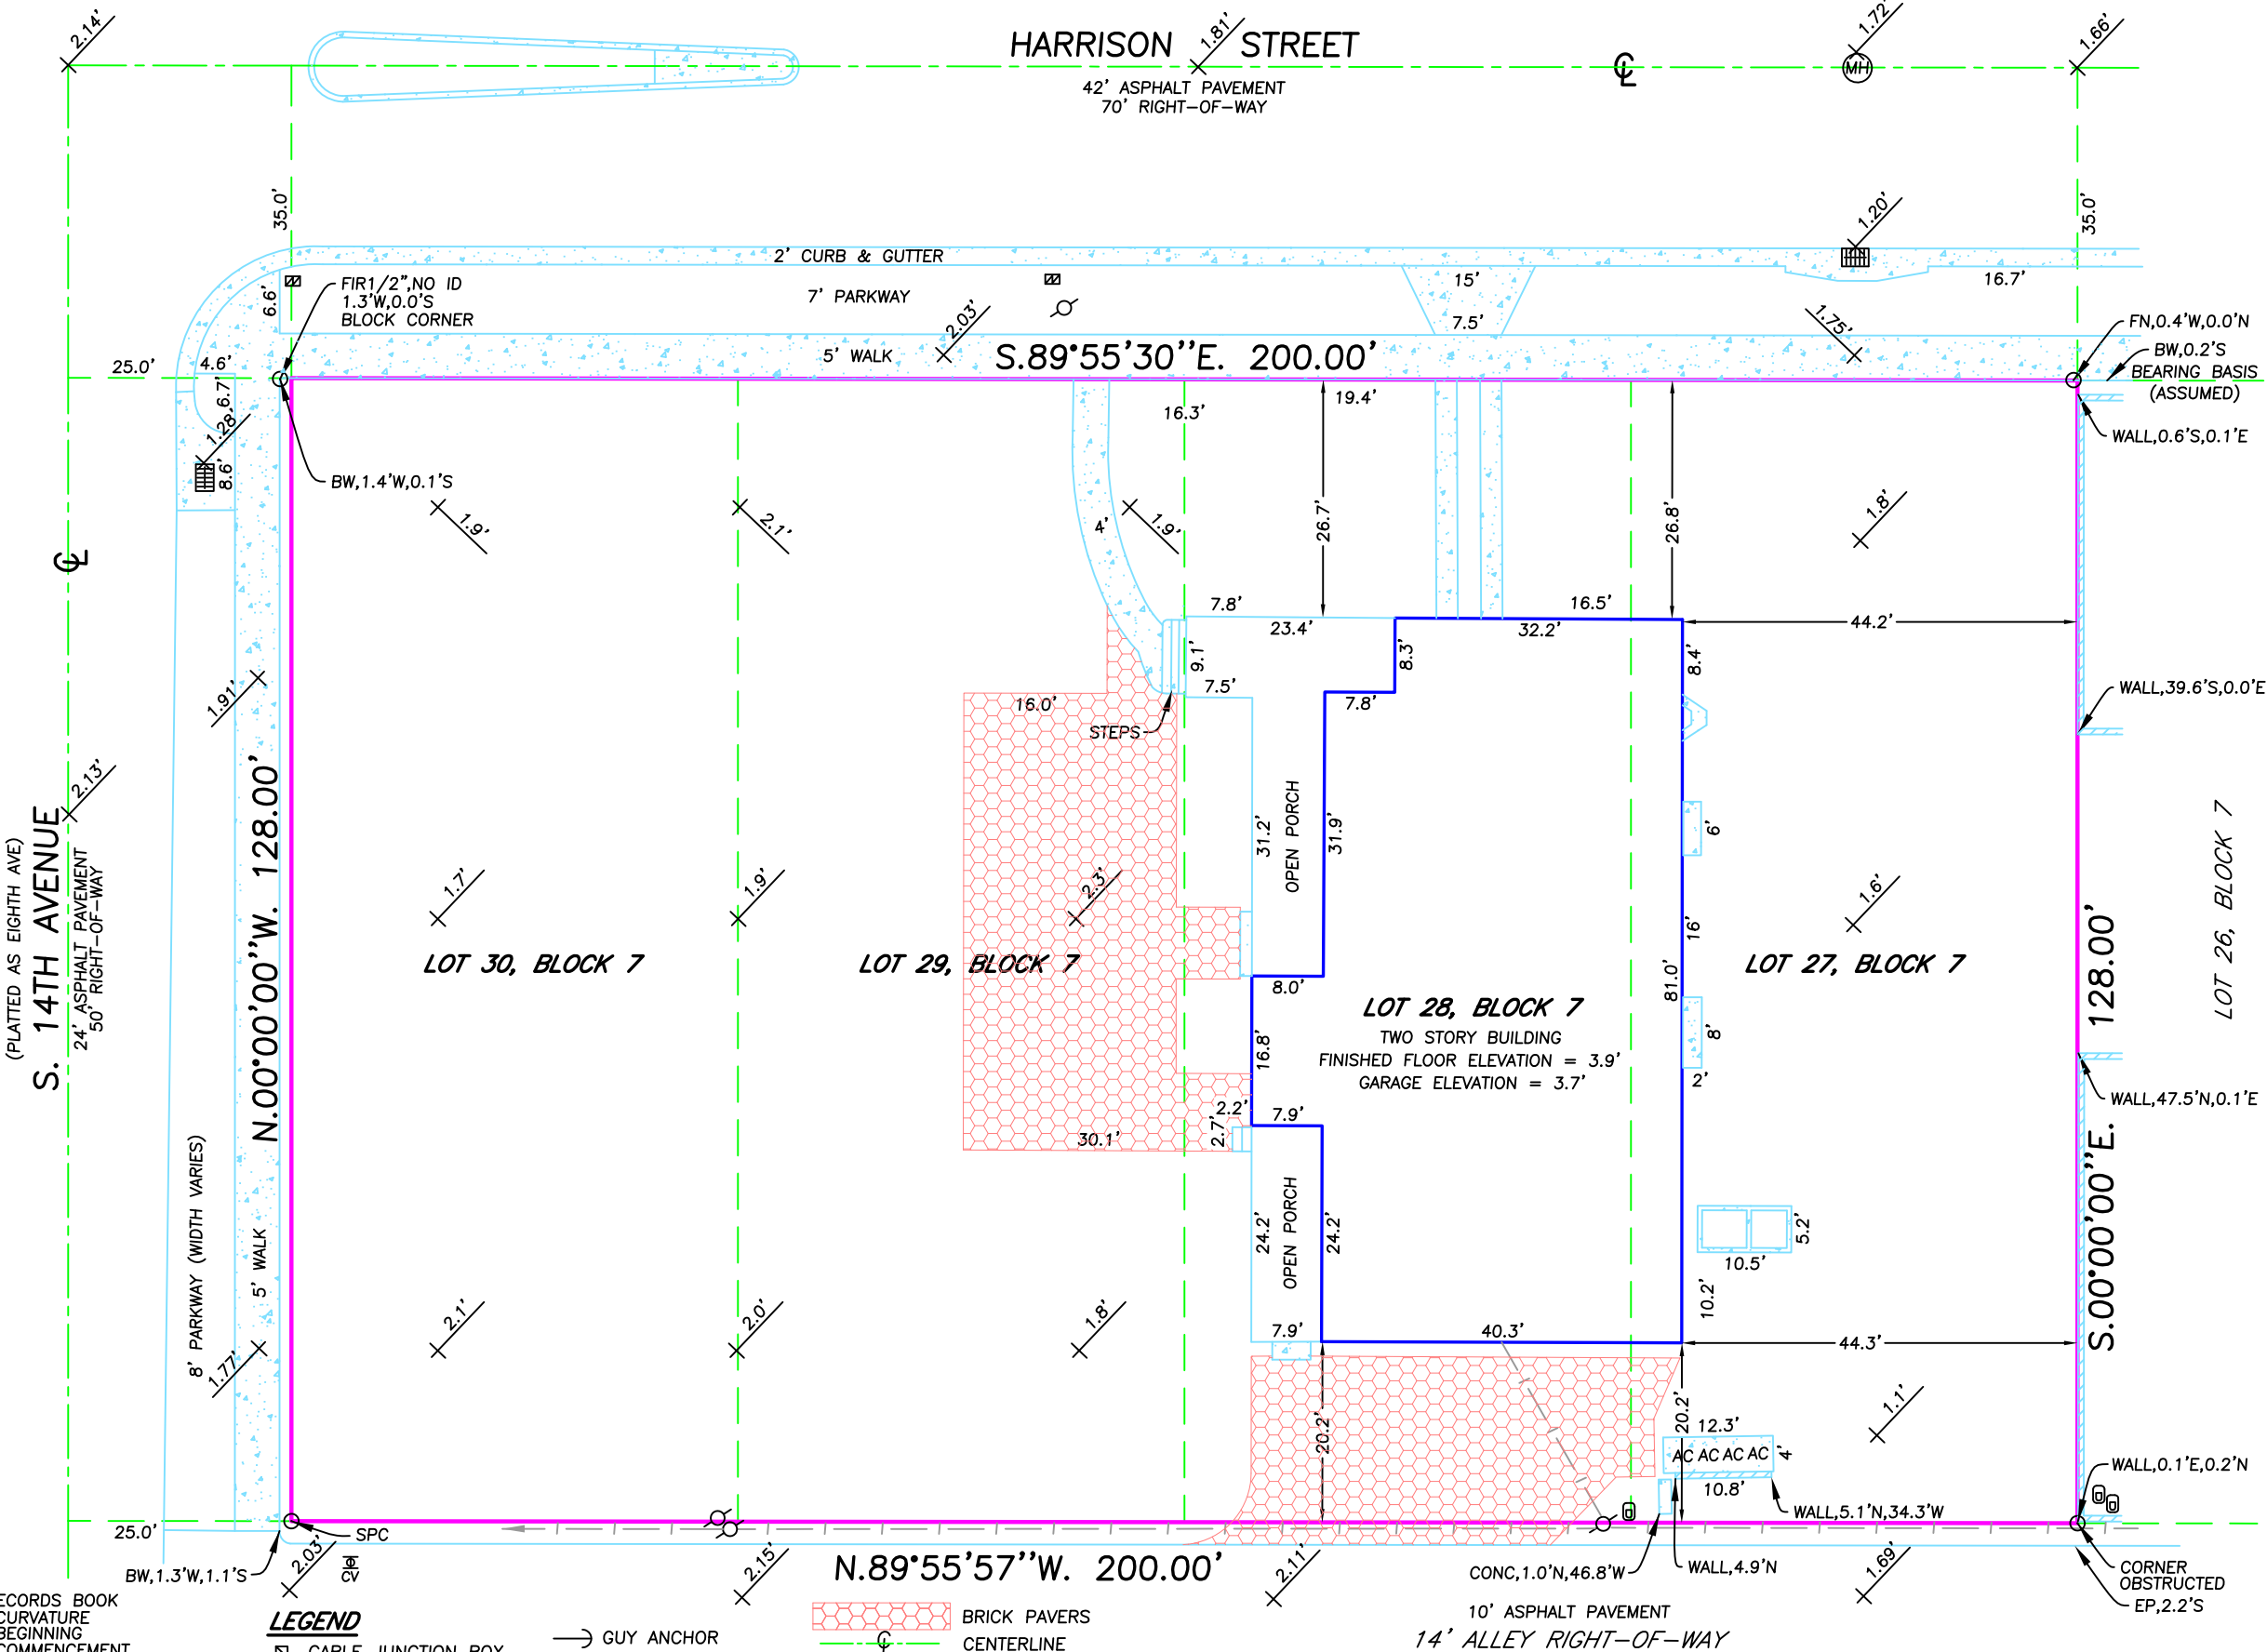 2.14'
HARRISON STREET
1.81'
1.72'
1.66'
MH
42' ASPHALT PAVEMENT
70' RIGHT-OF-WAY
35.0'
35.0'
1.20'
2' CURB & GUTTER
7' PARKWAY
15'
7.5'
16.7'
6.6'
FIR1/2",NO ID
1.3'W,0.0'S
BLOCK CORNER
2.03'
1.75'
FN,0.4'W,0.0'N
BW,0.2'S
BEARING BASIS
(ASSUMED)
25.0'
4.6'
6.7'
5' WALK
S.89°55'30"E. 200.00'
1.28'
8.6'
16.3'
19.4'
WALL,0.6'S,0.1'E
BW,1.4'W,0.1'S
1.9'
2.1'
4'
1.9'
26.7'
26.8'
1.8'
7.8'
23.4'
16.5'
32.2'
44.2'
9.1'
8.3'
8.4'
7.5'
7.8'
1.91'
16.0'
STEPS
WALL,39.6'S,0.0'E
2.13'
(PLATTED AS EIGHTH AVE)
S. 14TH AVENUE
24' ASPHALT PAVEMENT
50' RIGHT-OF-WAY
N.00°00'00"W. 128.00'
31.2'
OPEN PORCH
31.9'
6'
LOT 26, BLOCK 7
1.7'
1.9'
2.3'
1.6'
16'
LOT 30, BLOCK 7
LOT 29, BLOCK 7
LOT 27, BLOCK 7
8.0'
81.0'
LOT 28, BLOCK 7
TWO STORY BUILDING
FINISHED FLOOR ELEVATION = 3.9'
GARAGE ELEVATION = 3.7'
16.8'
8'
2'
S.00°00'00"E. 128.00'
WALL,47.5'N,0.1'E
2.2'
7.9'
2.7'
30.1'
8' PARKWAY (WIDTH VARIES)
5' WALK
24.2'
OPEN PORCH
24.2'
5.2'
10.5'
10.2'
2.1'
2.0'
1.8'
7.9'
40.3'
44.3'
1.77'
20.2'
20.2'
1.1'
12.3'
AC AC AC AC
4'
10.8'
WALL,0.1'E,0.2'N
WALL,5.1'N,34.3'W
25.0'
SPC
BW,1.3'W,1.1'S
2.03'
CV
2.15'
N.89°55'57"W. 200.00'
2.11'
CONC,1.0'N,46.8'W
WALL,4.9'N
1.69'
CORNER
OBSTRUCTED
EP,2.2'S
ECORDS BOOK
CURVATURE
BEGINNING
COMMENCEMENT
LEGEND
CABLE JUNCTION BOX
GUY ANCHOR
BRICK PAVERS
CENTERLINE
10' ASPHALT PAVEMENT
14' ALLEY RIGHT-OF-WAY